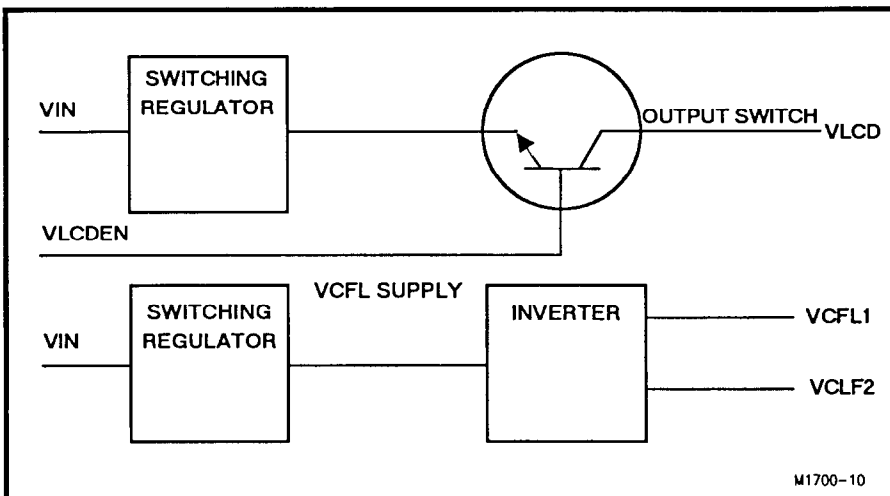 SWITCHING
REGULATOR
VIN
OUTPUT SWITCH
VLCD
VLCDEN
VCFL SUPPLY
SWITCHING
REGULATOR
INVERTER
VIN
VCFL1
VCLF2
M1700-10